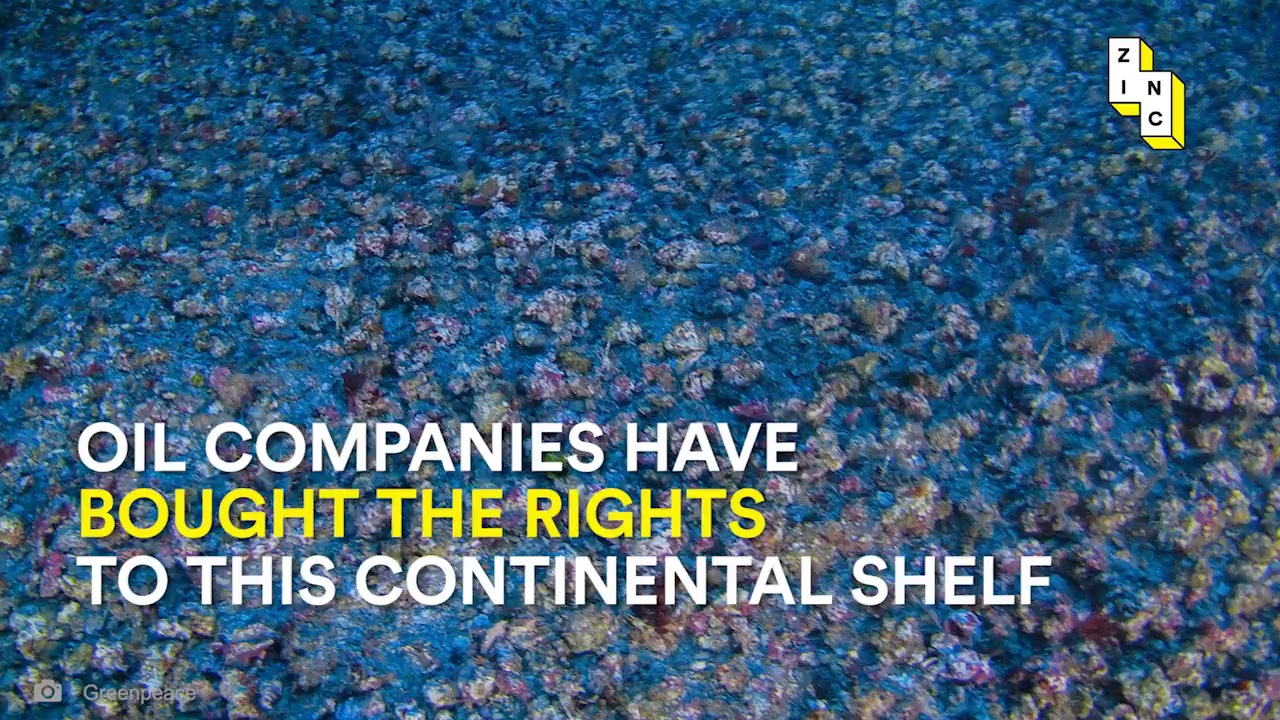 Z
I N
C
OIL COMPANIES HAVE
BOUGHT THE RIGHTS
TO THIS CONTINENTAL SHELF
Greenpeace